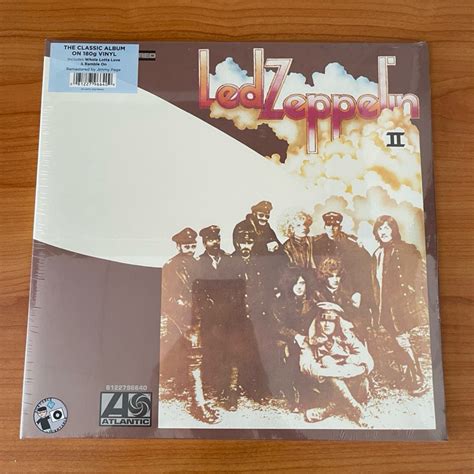 THE CLASSIC ALBUM
ON 180g VINYL
Includes Whole Lotta Love
& Ramble On
Remastered by Jimmy Page
Led Zeppelin
II
8122796640
ATLANTIC